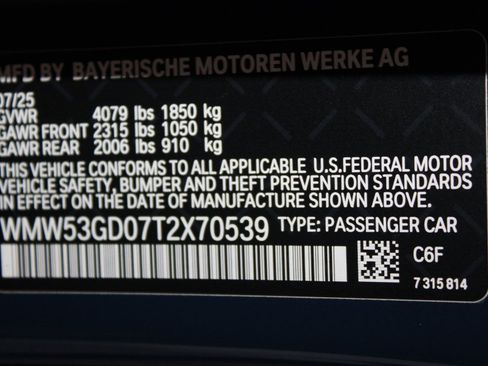 MFD BY BAYERISCHE MOTOREN WERKE AG
07/25
GVWR 4079 lbs 1850 kg
GAWR FRONT 2315 lbs 1050 kg
GAWR REAR 2006 lbs 910 kg
THIS VEHICLE CONFORMS TO ALL APPLICABLE U.S.FEDERAL MOTOR
VEHICLE SAFETY, BUMPER AND THEFT PREVENTION STANDARDS
IN EFFECT ON THE DATE OF MANUFACTURE SHOWN ABOVE.
WMW53GD07T2X70539 TYPE: PASSENGER CAR
C6F
7 315 814